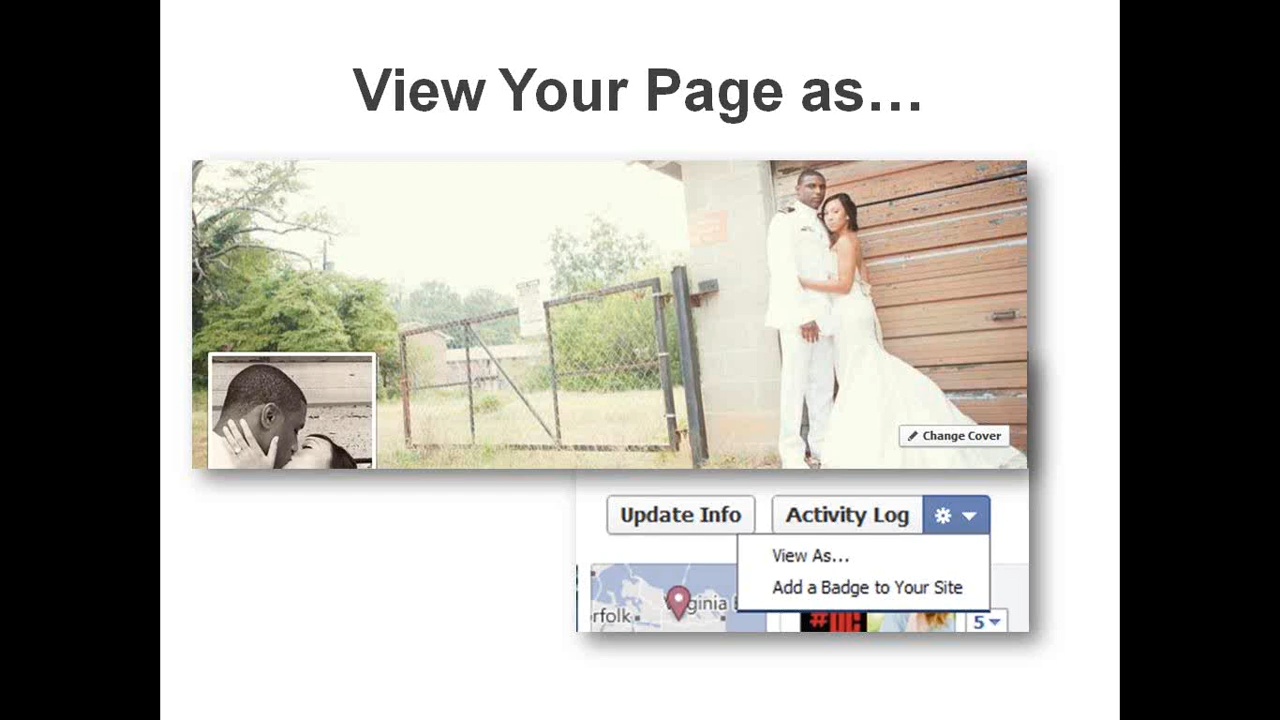 View Your Page as…
Change Cover
Update Info
Activity Log
View As...
Add a Badge to Your Site
rfolk
ginia
#UC
5